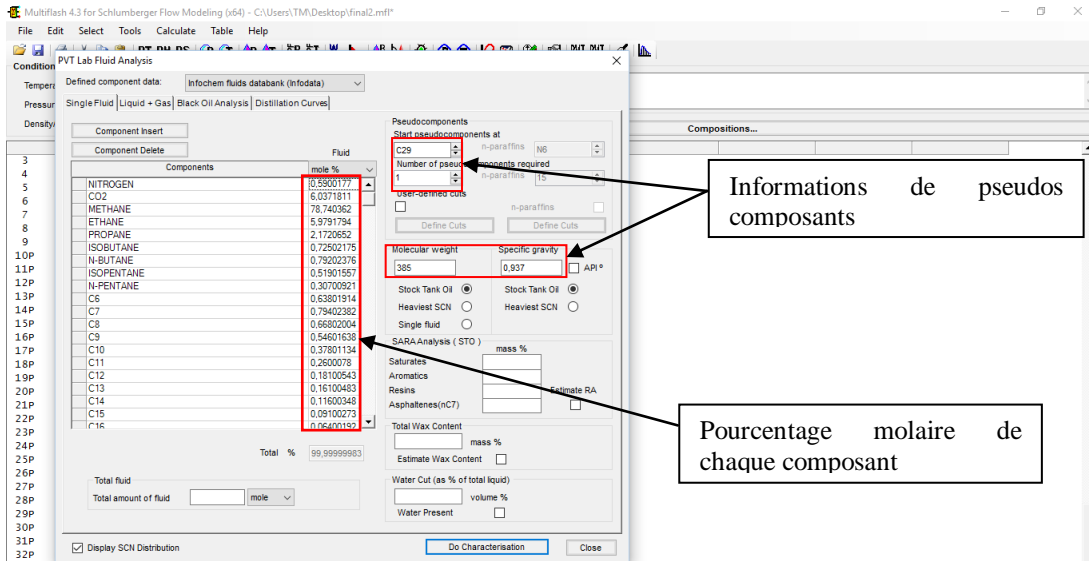 Multiflash 4.3 for Schlumberger Flow Modeling (x64) - C:\Users\TM\Desktop\final2.mfl*
File Edit Select Tools Calculate Table Help
PVT Lab Fluid Analysis
Defined component data: Infochem fluids databank (Infodata)
Single Fluid Liquid + Gas Black Oil Analysis Distillation Curves
Component Insert
Component Delete
Fluid
Components mole %
NITROGEN 0,5900177
CO2 6,0371811
METHANE 78,740362
ETHANE 5,9791794
PROPANE 2,1720652
ISOBUTANE 0,72502175
N-BUTANE 0,79202376
ISOPENTANE 0,51901557
N-PENTANE 0,30700921
C6 0,63801914
C7 0,79402382
C8 0,66802004
C9 0,54601638
C10 0,37801134
C11 0,2600078
C12 0,18100543
C13 0,16100483
C14 0,11600348
C15 0,09100273
C16 0,06400192
Total % 99,99999983
Total fluid
Total amount of fluid mole
Display SCN Distribution
Pseudocomponents
Start pseudocomponents at
C29 n-paraffins N6
Number of pseudocomponents required
1 n-paraffins 15
User-defined cuts
n-paraffins
Define Cuts Define Cuts
Molecular weight Specific gravity
385 0,937 API º
Stock Tank Oil Stock Tank Oil
Heaviest SCN Heaviest SCN
Single fluid
SARA Analysis ( STO ) mass %
Saturates
Aromatics
Resins Estimate RA
Asphaltenes(nC7)
Total Wax Content
mass %
Estimate Wax Content
Water Cut (as % of total liquid)
volume %
Water Present
Do Characterisation Close
Compositions...
3
4
5
6
7
8
9
10P
11P
12P
13P
14P
15P
16P
17P
18P
19P
20P
21P
22P
23P
24P
25P
26P
27P
28P
29P
30P
31P
32P
Informations de pseudos
composants
Pourcentage molaire de
chaque composant